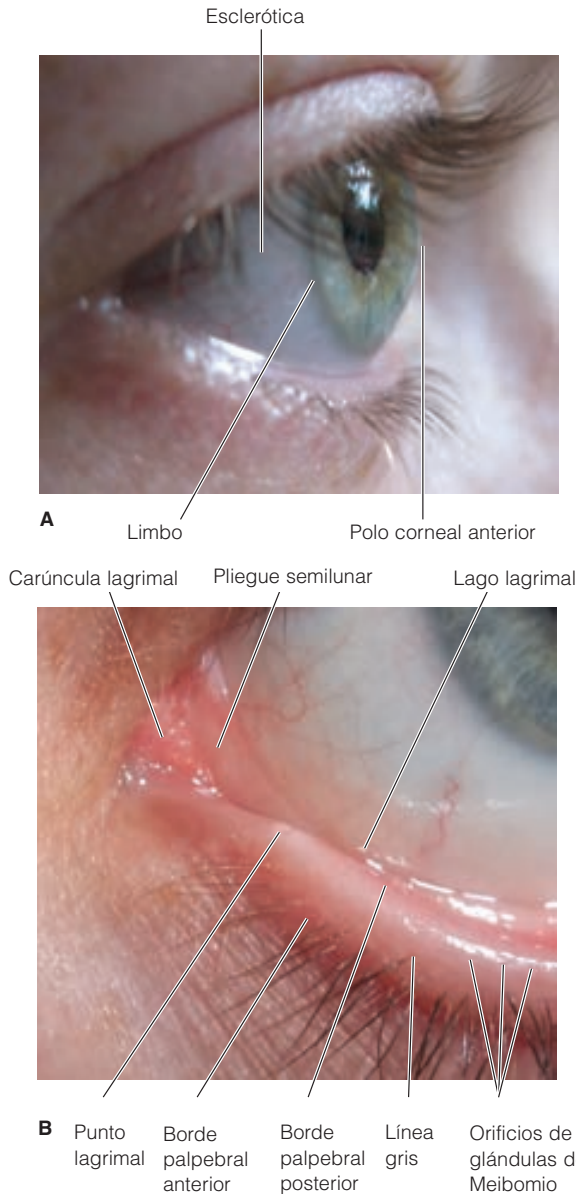 Esclerótica
A
Limbo
Polo corneal anterior
Carúncula lagrimal
Pliegue semilunar
Lago lagrimal
B
Punto
lagrimal
Borde
palpebral
anterior
Borde
palpebral
posterior
Línea
gris
Orificios de
glándulas d
Meibomio